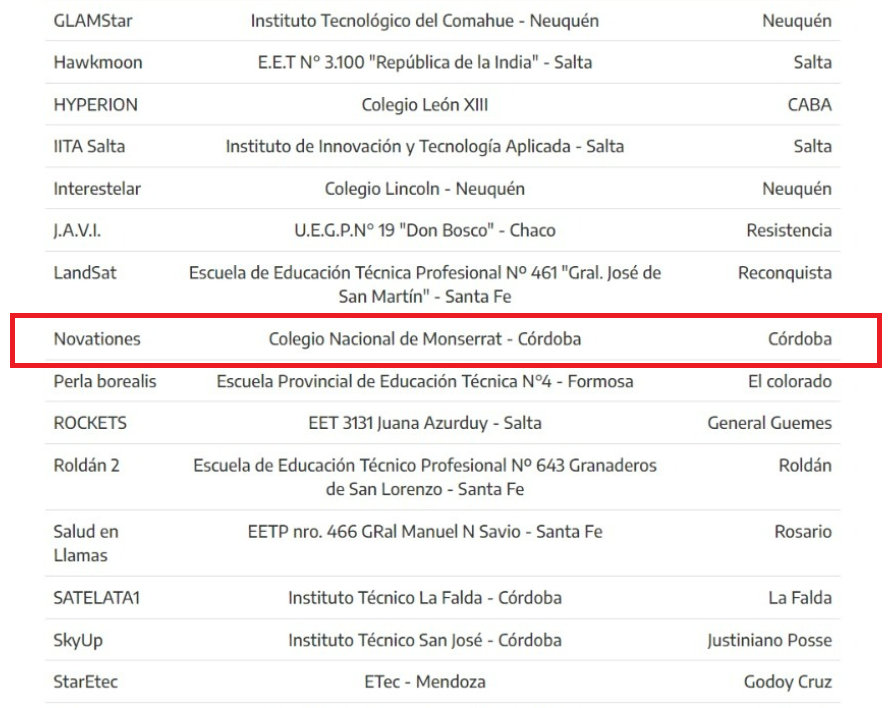 GLAMStar Instituto Tecnológico del Comahue - Neuquén Neuquén
Hawkmoon E.E.T N° 3.100 "República de la India" - Salta Salta
HYPERION Colegio León XIII CABA
IITA Salta Instituto de Innovación y Tecnología Aplicada - Salta Salta
Interestelar Colegio Lincoln - Neuquén Neuquén
J.A.V.I. U.E.G.P.N° 19 "Don Bosco" - Chaco Resistencia
LandSat Escuela de Educación Técnica Profesional Nº 461 "Gral. José de Reconquista
San Martín" - Santa Fe
Novationes Colegio Nacional de Monserrat - Córdoba Córdoba
Perla borealis Escuela Provincial de Educación Técnica N°4 - Formosa El colorado
ROCKETS EET 3131 Juana Azurduy - Salta General Guemes
Roldán 2 Escuela de Educación Técnico Profesional Nº 643 Granaderos Roldán
de San Lorenzo - Santa Fe
Salud en EETP nro. 466 GRal Manuel N Savio - Santa Fe Rosario
Llamas
SATELATA1 Instituto Técnico La Falda - Córdoba La Falda
SkyUp Instituto Técnico San José - Córdoba Justiniano Posse
StarEtec ETec - Mendoza Godoy Cruz